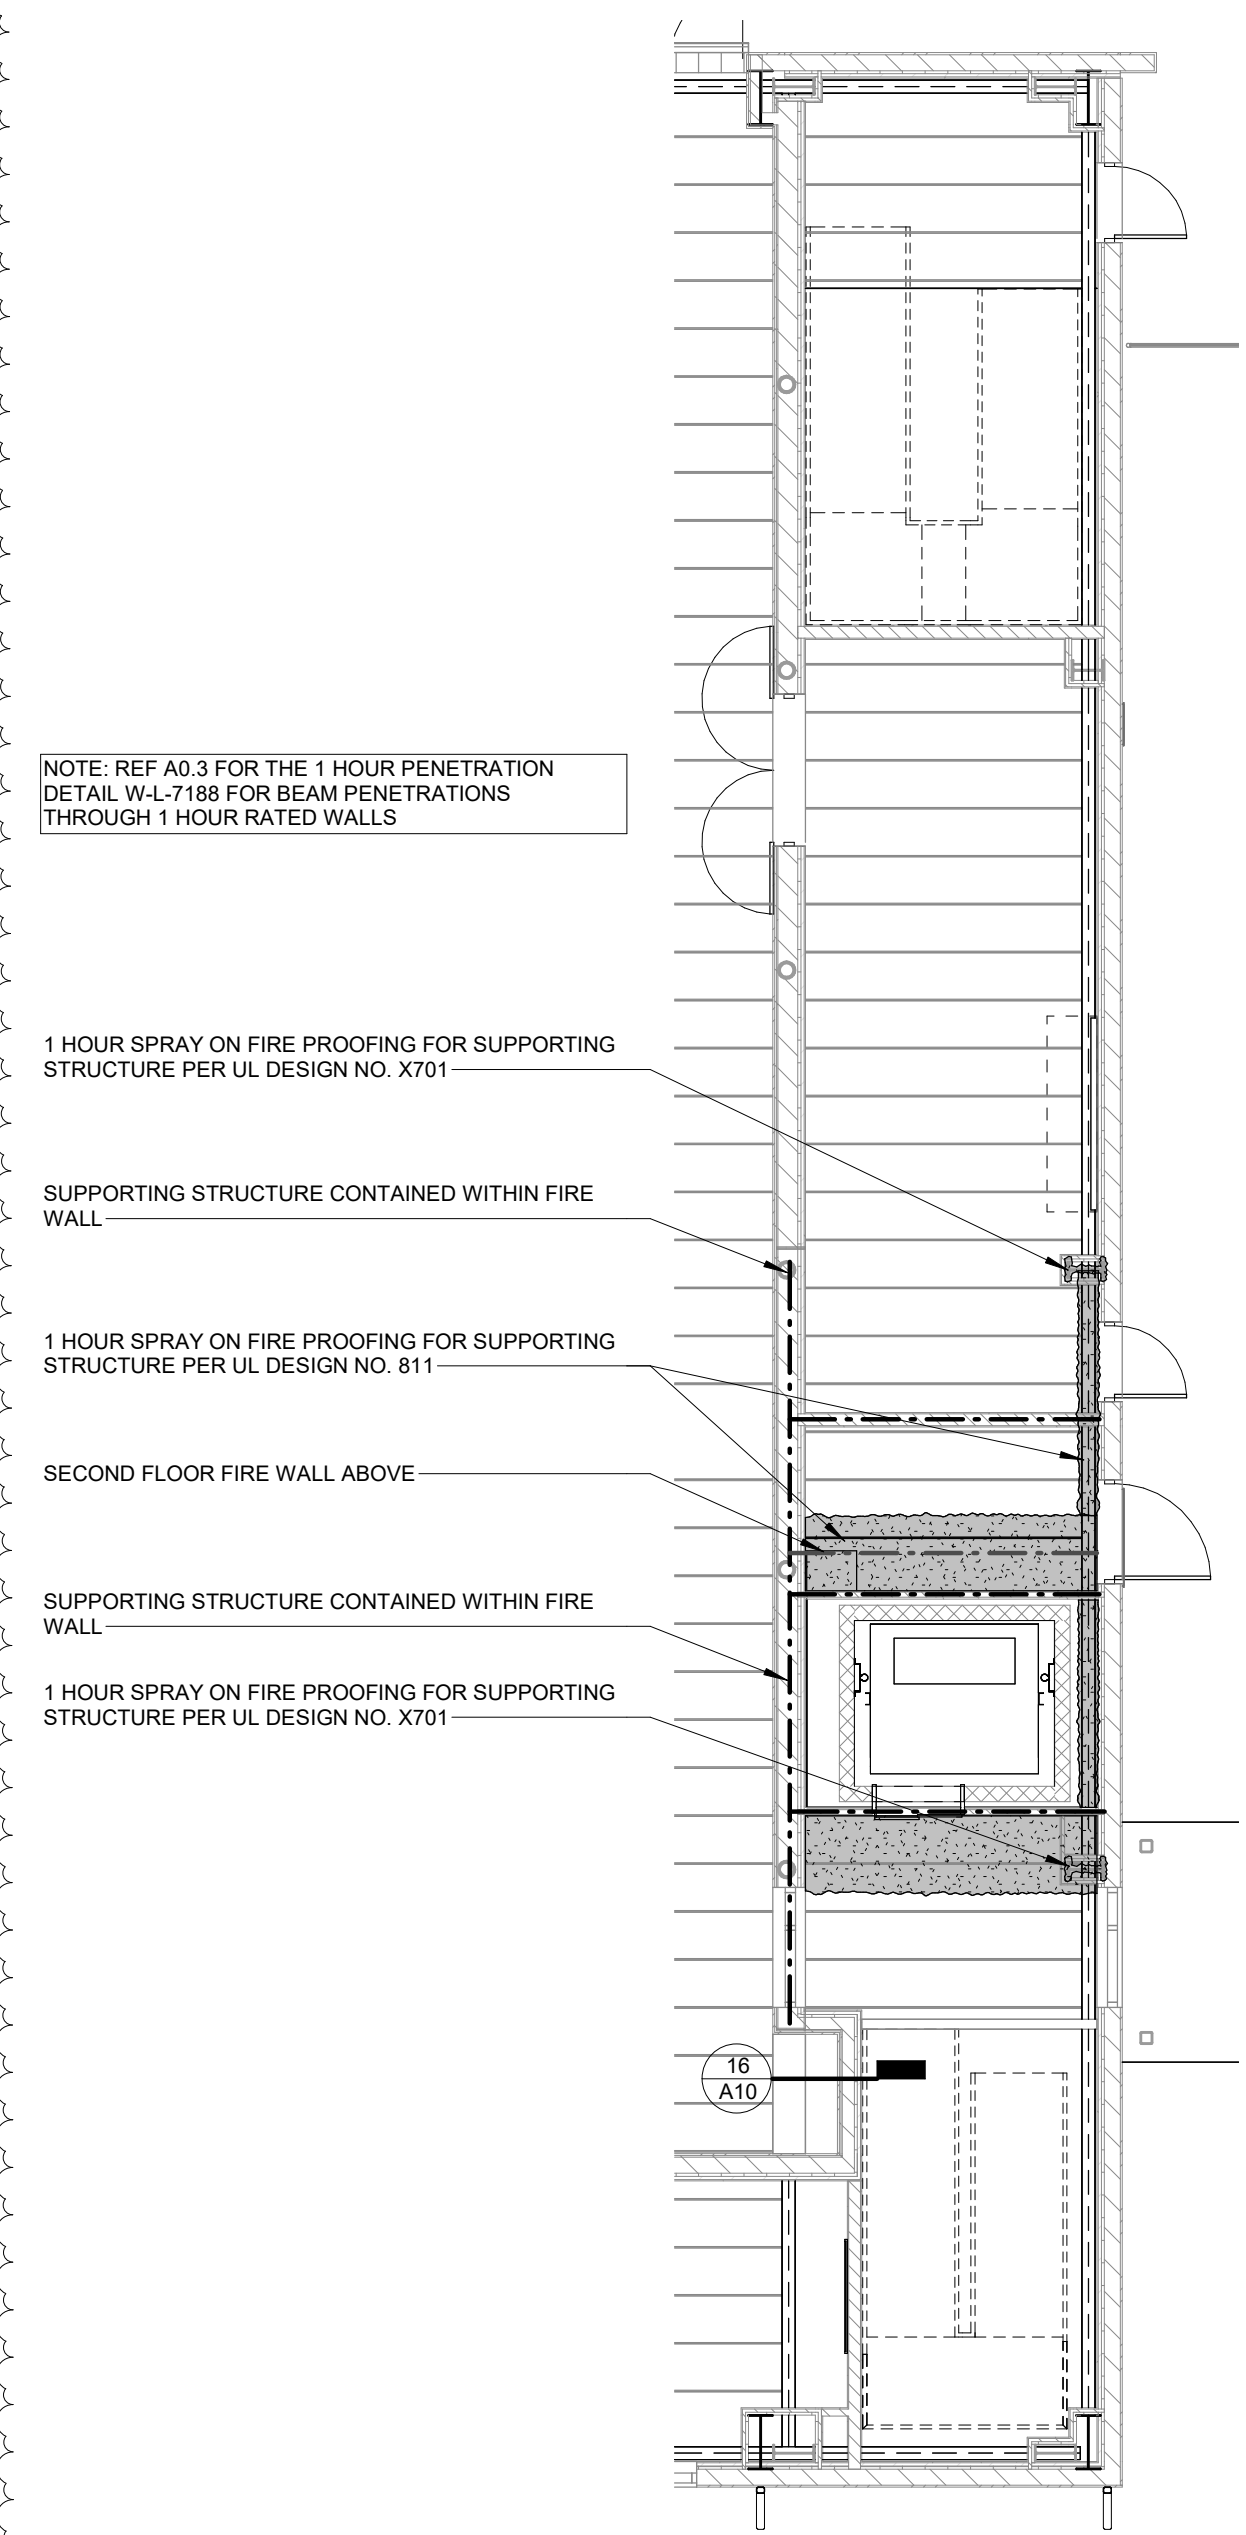 NOTE: REF A0.3 FOR THE 1 HOUR PENETRATION
DETAIL W-L-7188 FOR BEAM PENETRATIONS
THROUGH 1 HOUR RATED WALLS
1 HOUR SPRAY ON FIRE PROOFING FOR SUPPORTING
STRUCTURE PER UL DESIGN NO. X701
SUPPORTING STRUCTURE CONTAINED WITHIN FIRE
WALL
1 HOUR SPRAY ON FIRE PROOFING FOR SUPPORTING
STRUCTURE PER UL DESIGN NO. 811
SECOND FLOOR FIRE WALL ABOVE
SUPPORTING STRUCTURE CONTAINED WITHIN FIRE
WALL
1 HOUR SPRAY ON FIRE PROOFING FOR SUPPORTING
STRUCTURE PER UL DESIGN NO. X701
16
A10